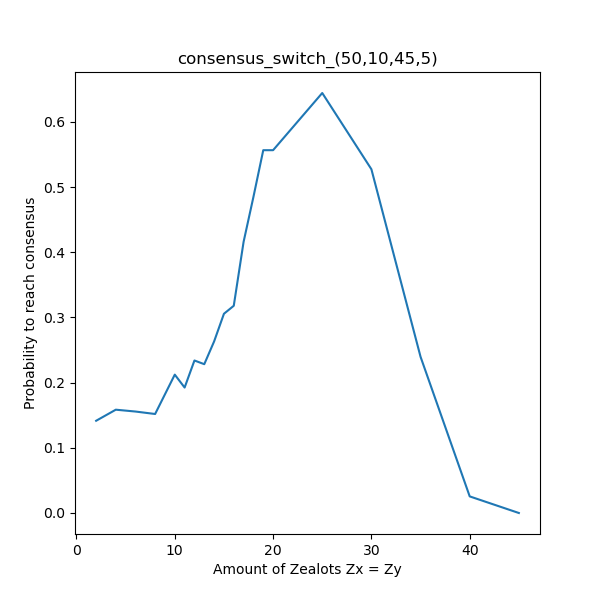 consensus_switch_(50,10,45,5)
Probability to reach consensus
0.6
0.5
0.4
0.3
0.2
0.1
0.0
0 10 20 30 40
Amount of Zealots Zx = Zy